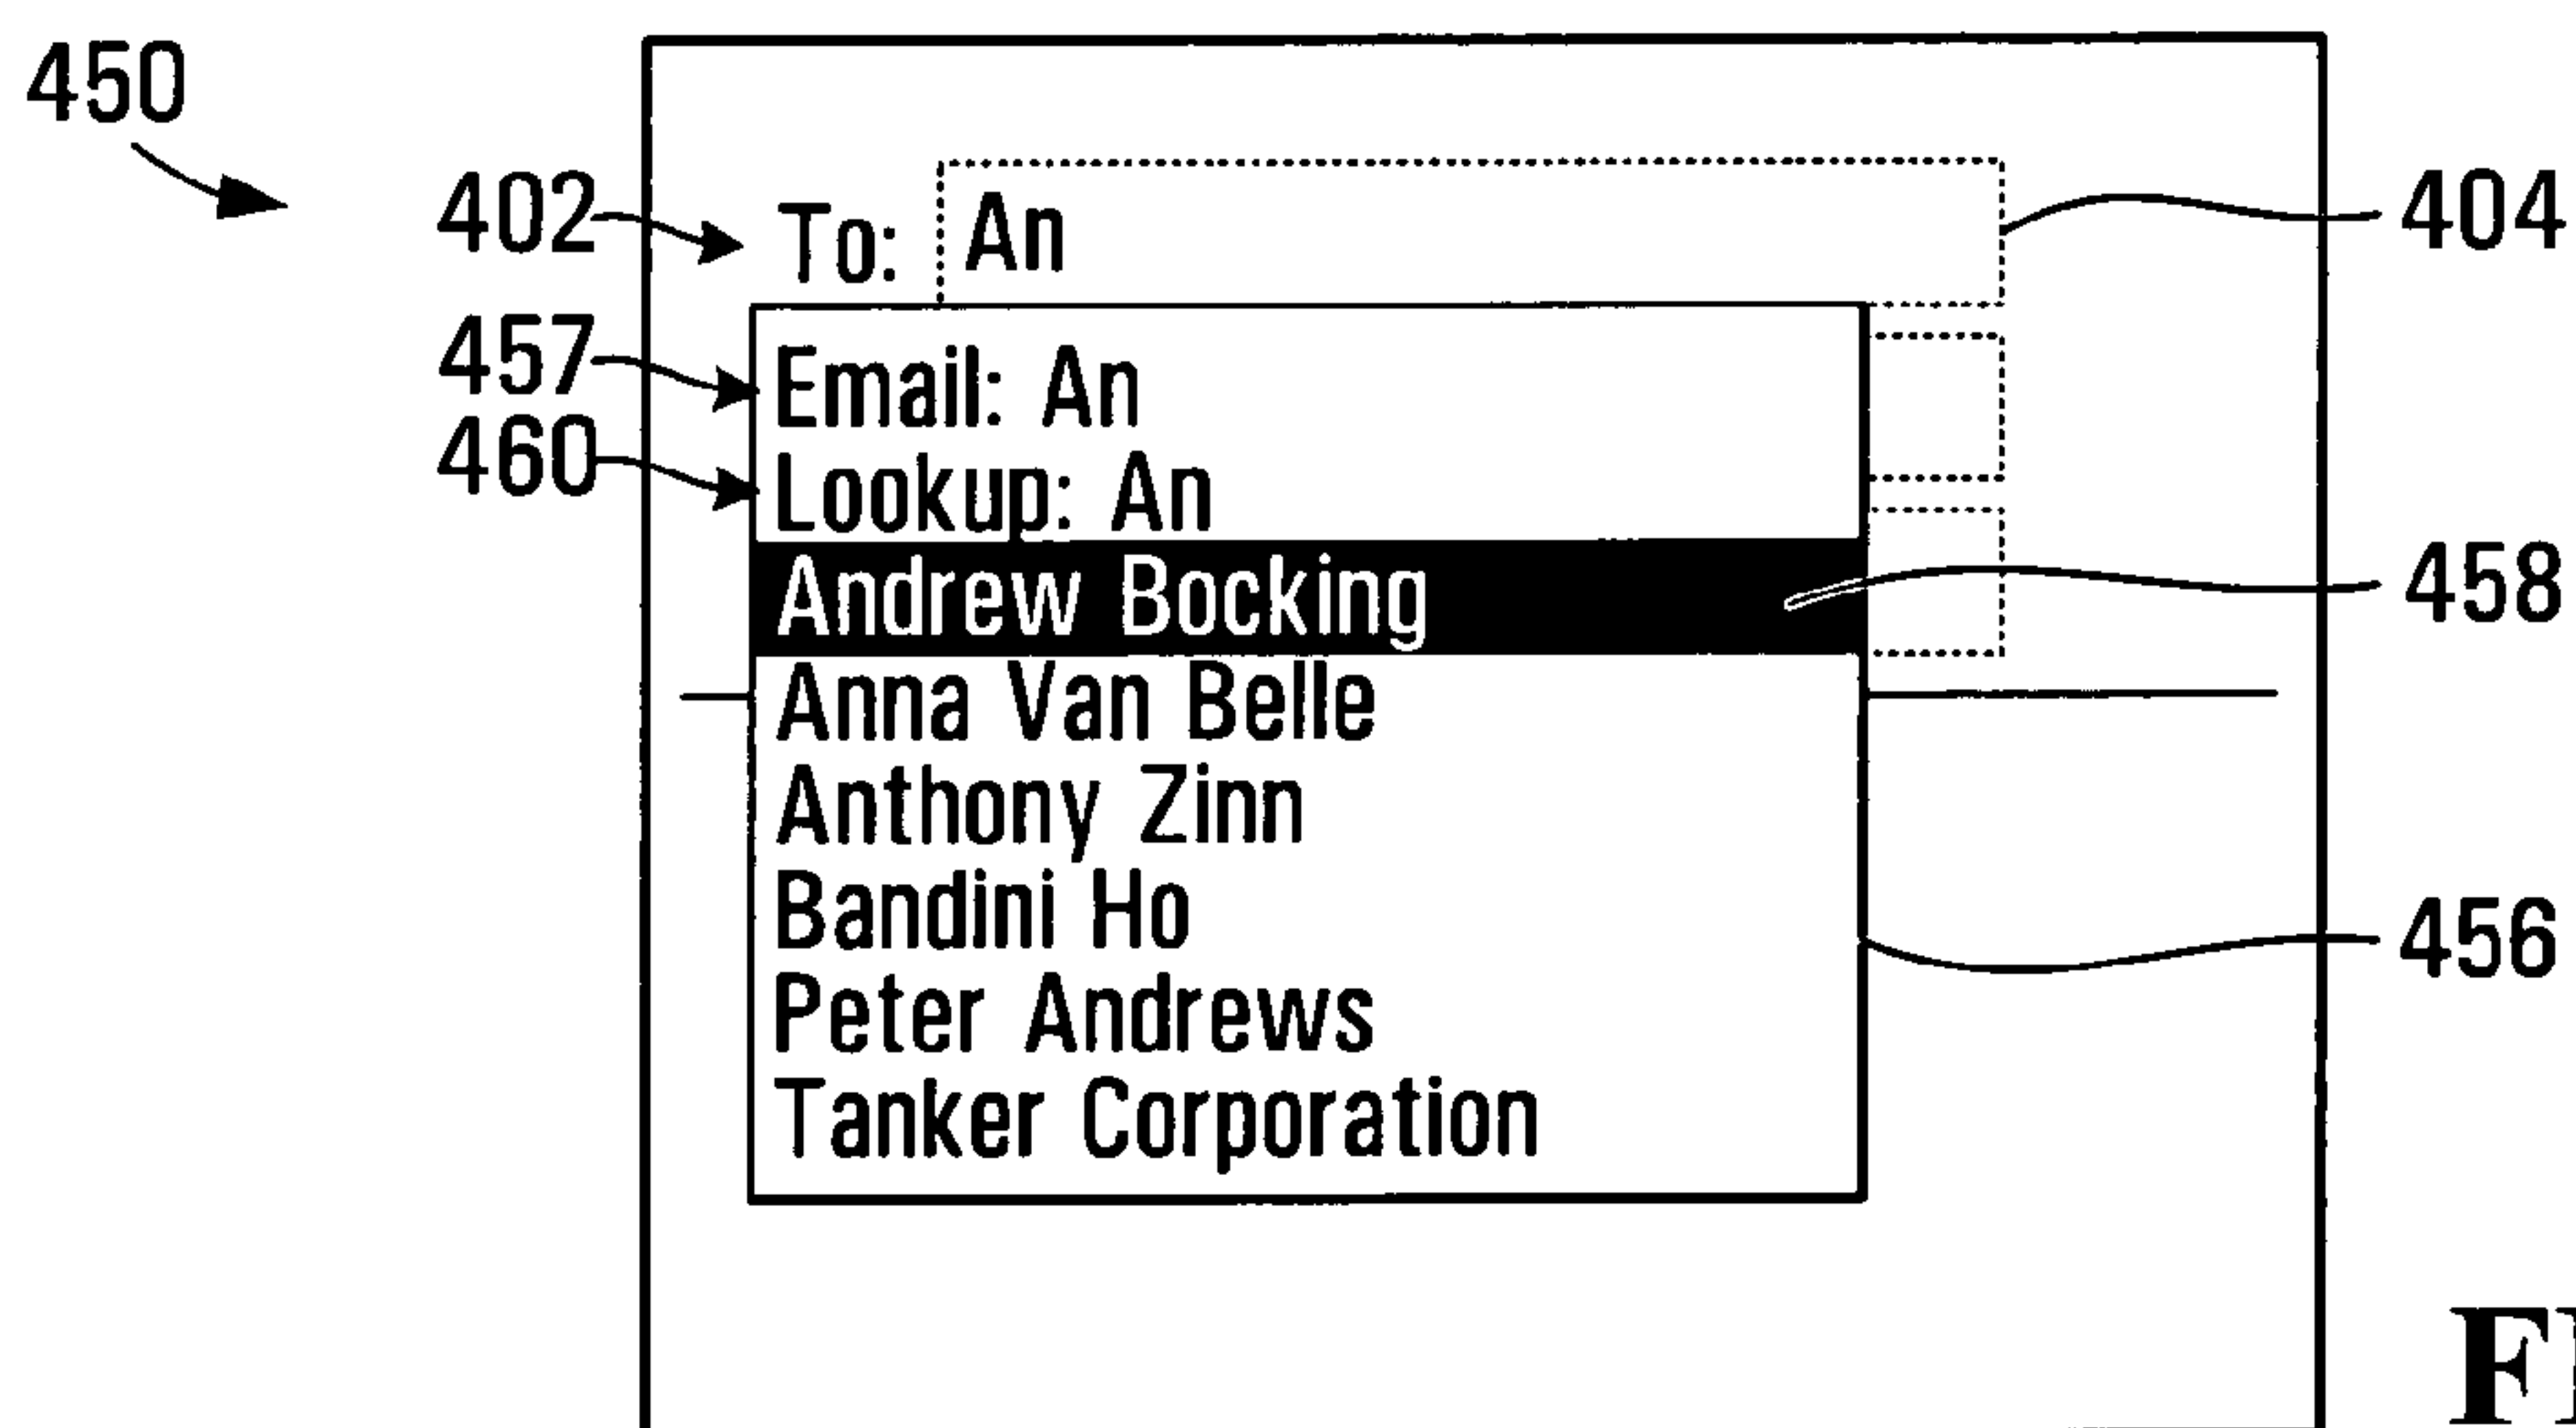 450
402 To: An 404
457 Email: An
460 Lookup: An
Andrew Bocking 458
Anna Van Belle
Anthony Zinn
Bandini Ho 456
Peter Andrews
Tanker Corporation